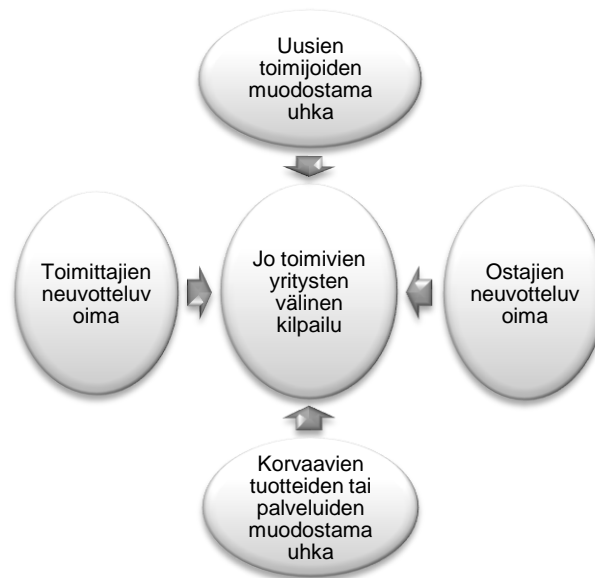 Uusien
toimijoiden
muodostama
uhka
Toimittajien
neuvotteluv
oima
Jo toimivien
yritysten
välinen
kilpailu
Ostajien
neuvotteluv
oima
Korvaavien
tuotteiden tai
palveluiden
muodostama
uhka